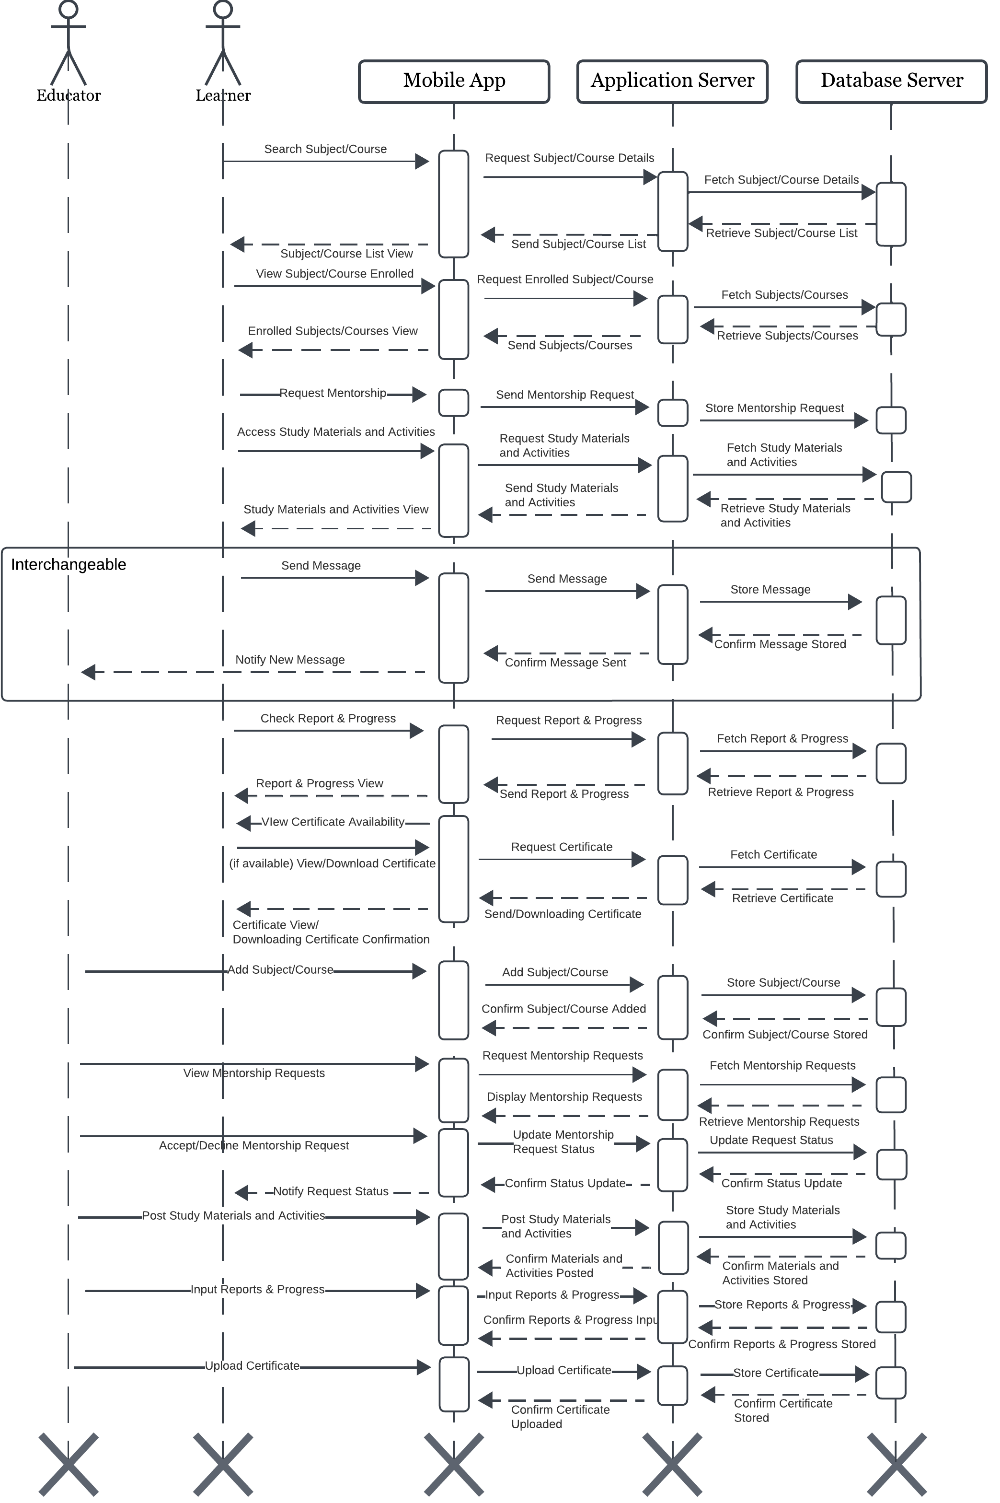 Educator
Learner
Mobile App
Application Server
Database Server
Search Subject/Course
Request Subject/Course Details
Fetch Subject/Course Details
Retrieve Subject/Course List
Send Subject/Course List
Subject/Course List View
View Subject/Course Enrolled
Request Enrolled Subject/Course
Fetch Subjects/Courses
Retrieve Subjects/Courses
Send Subjects/Courses
Enrolled Subjects/Courses View
Request Mentorship
Send Mentorship Request
Store Mentorship Request
Access Study Materials and Activities
Request Study Materials
and Activities
Fetch Study Materials
and Activities
Retrieve Study Materials
and Activities
Send Study Materials
and Activities
Study Materials and Activities View
Interchangeable
Send Message
Send Message
Store Message
Confirm Message Stored
Confirm Message Sent
Notify New Message
Check Report & Progress
Request Report & Progress
Fetch Report & Progress
Retrieve Report & Progress
Send Report & Progress
Report & Progress View
VIew Certificate Availability
(if available) View/Download Certificate
Request Certificate
Fetch Certificate
Retrieve Certificate
Send/Downloading Certificate
Certificate View/
Downloading Certificate Confirmation
Add Subject/Course
Add Subject/Course
Store Subject/Course
Confirm Subject/Course Stored
Confirm Subject/Course Added
View Mentorship Requests
Request Mentorship Requests
Fetch Mentorship Requests
Retrieve Mentorship Requests
Display Mentorship Requests
Accept/Decline Mentorship Request
Update Mentorship
Request Status
Update Request Status
Confirm Status Update
Confirm Status Update
Notify Request Status
Post Study Materials and Activities
Post Study Materials
and Activities
Store Study Materials
and Activities
Confirm Materials and
Activities Stored
Confirm Materials and
Activities Posted
Input Reports & Progress
Input Reports & Progress
Store Reports & Progress
Confirm Reports & Progress Stored
Confirm Reports & Progress Inpu
Upload Certificate
Upload Certificate
Store Certificate
Confirm Certificate
Stored
Confirm Certificate
Uploaded